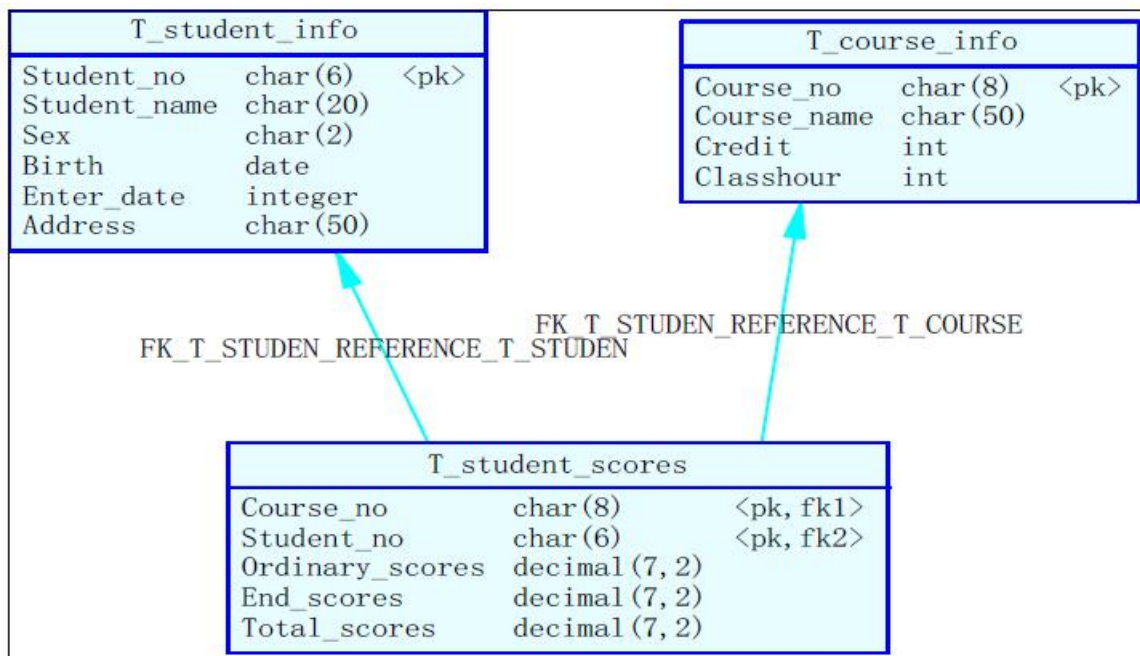 T_student_info
Student_no char(6) <pk>
Student_name char(20)
Sex char(2)
Birth date
Enter_date integer
Address char(50)
T_course_info
Course_no char(8) <pk>
Course_name char(50)
Credit int
Classhour int
FK_T_STUDEN_REFERENCE_T_COURSE
FK_T_STUDEN_REFERENCE_T_STUDEN
T_student_scores
Course_no char(8) <pk,fk1>
Student_no char(6) <pk,fk2>
Ordinary_scores decimal(7,2)
End_scores decimal(7,2)
Total_scores decimal(7,2)